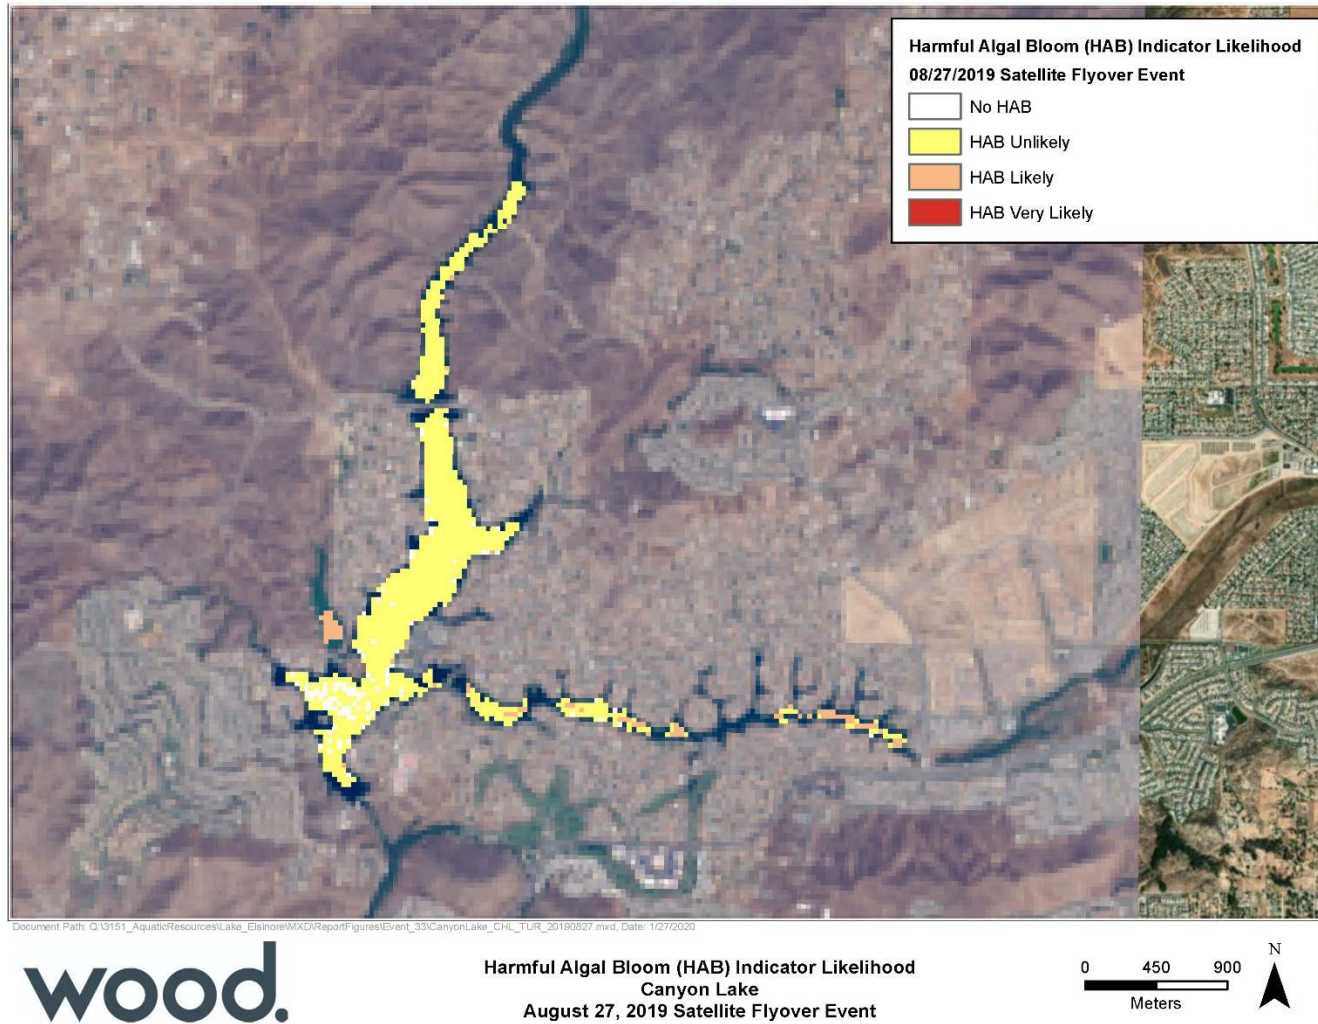 Harmful Algal Bloom (HAB) Indicator Likelihood
08/27/2019 Satellite Flyover Event
No HAB
HAB Unlikely
HAB Likely
HAB Very Likely
Document Path: Q:\3151_AquaticResources\Lake_Elsinore\MXD\ReportFigures\Event_33\CanyonLake_CHL_TUR_20190827.mxd, Date: 1/27/2020
wood.
Harmful Algal Bloom (HAB) Indicator Likelihood
Canyon Lake
August 27, 2019 Satellite Flyover Event
0 450 900
Meters
N